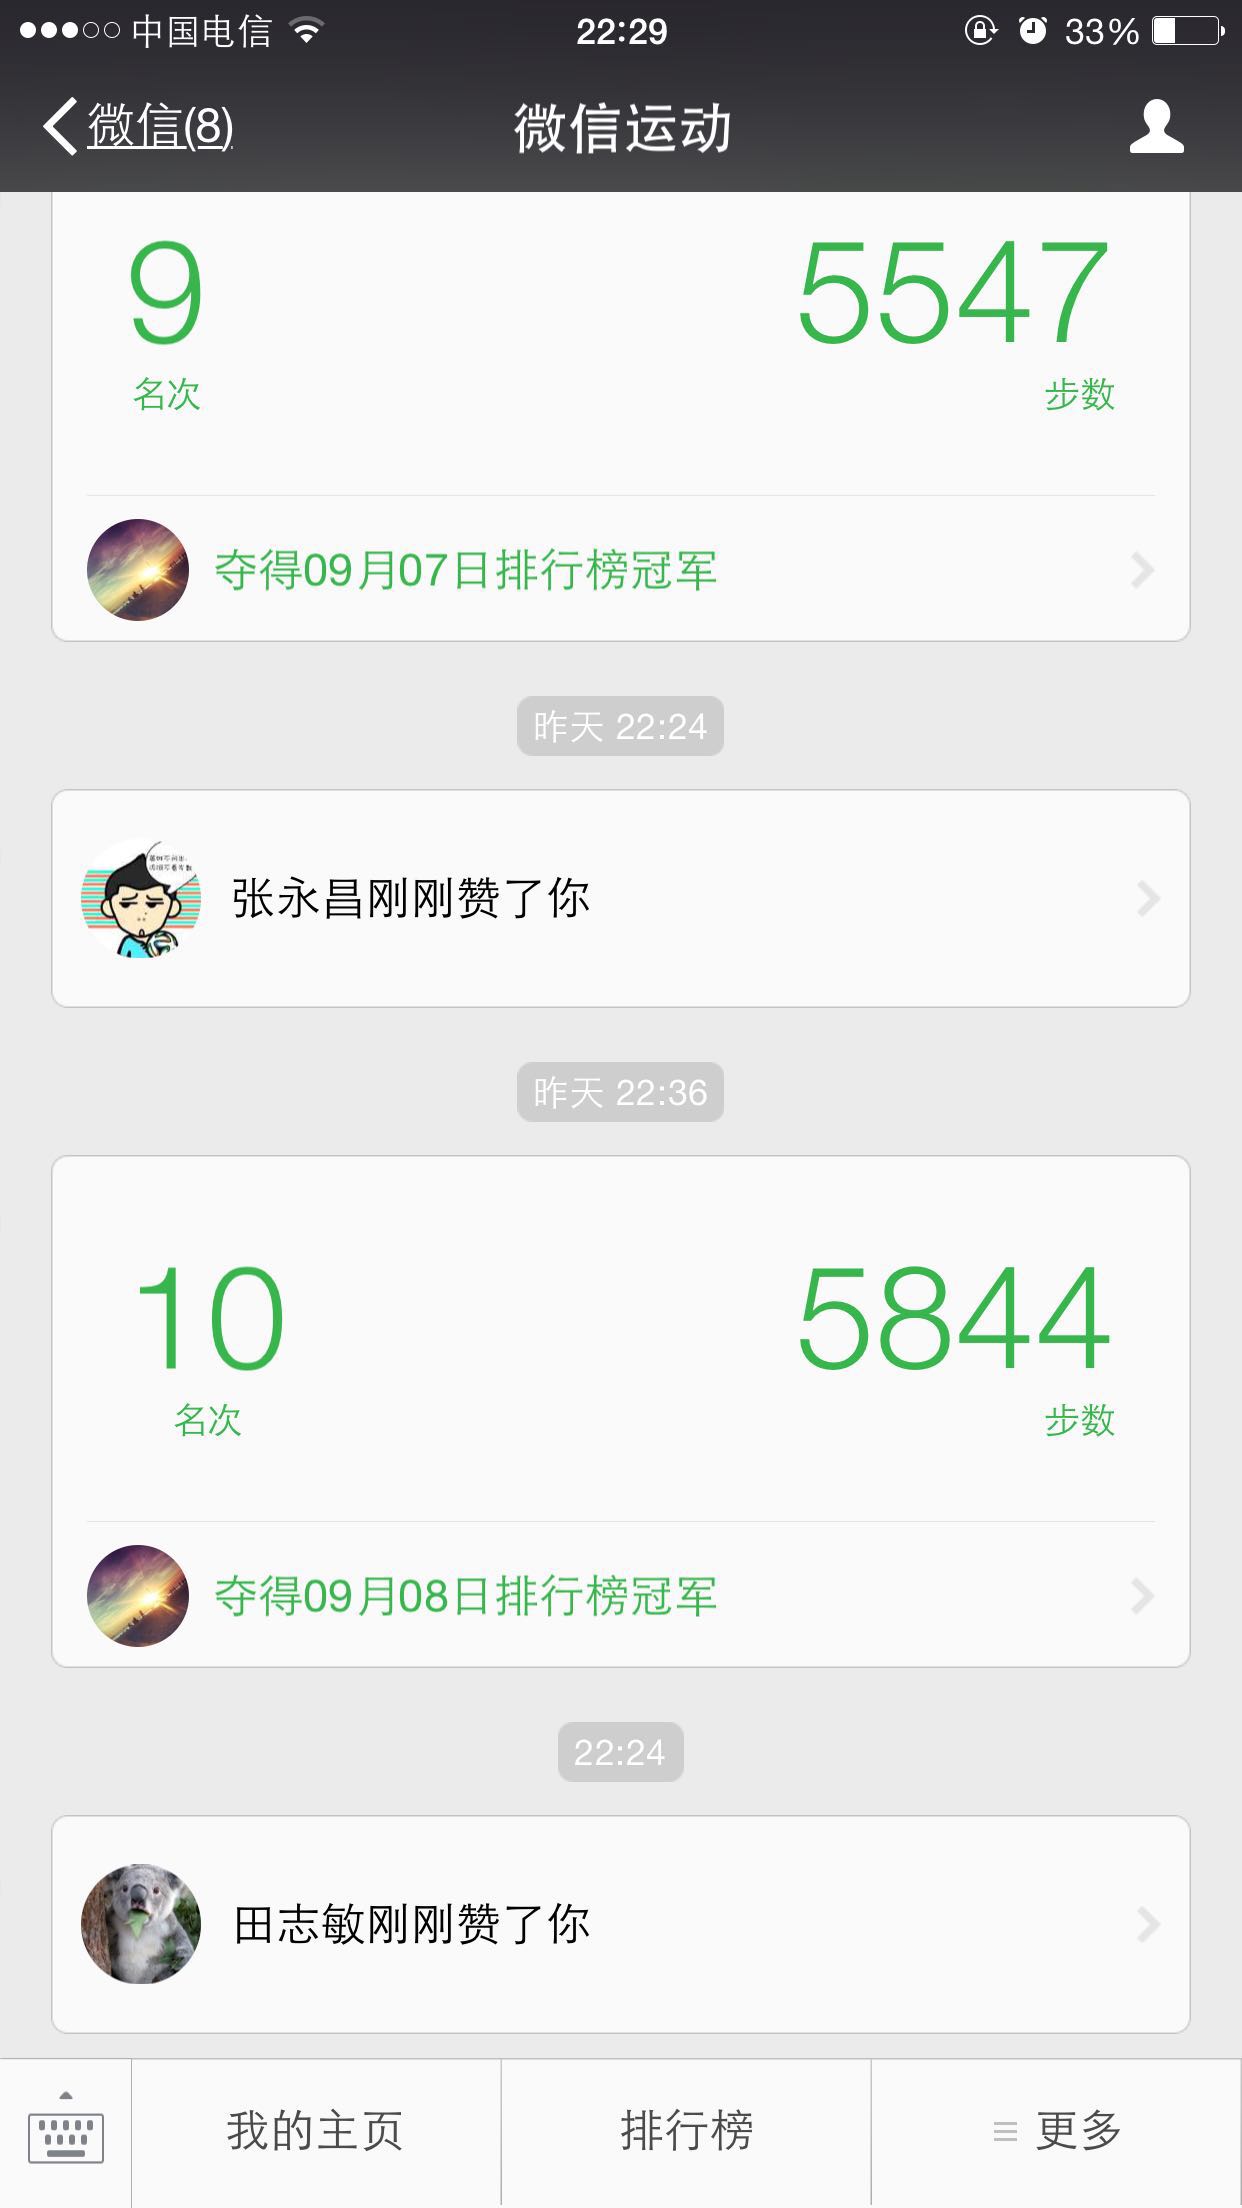 中国电信
22:29
33%
微信(8)
微信运动
9
5547
名次
步数
夺得09月07日排行榜冠军
昨天 22:24
张永昌刚刚赞了你
昨天 22:36
10
5844
名次
步数
夺得09月08日排行榜冠军
22:24
田志敏刚刚赞了你
我的主页
排行榜
更多